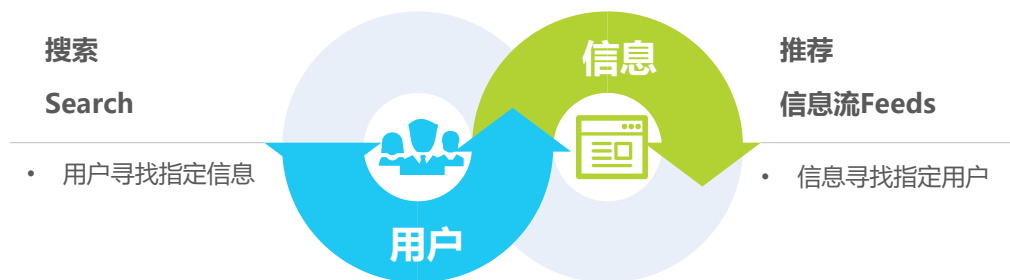 搜索
Search
• 用户寻找指定信息
用户
信息
推荐
信息流Feeds
• 信息寻找指定用户